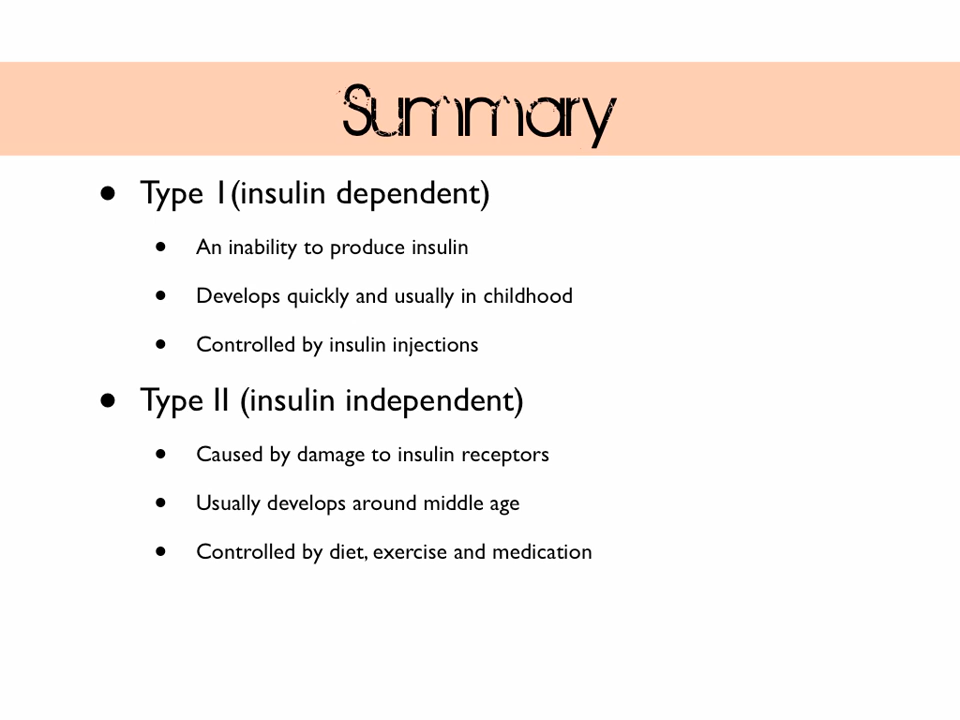 Summary
• Type 1(insulin dependent)
• An inability to produce insulin
• Develops quickly and usually in childhood
• Controlled by insulin injections
• Type II (insulin independent)
• Caused by damage to insulin receptors
• Usually develops around middle age
• Controlled by diet, exercise and medication